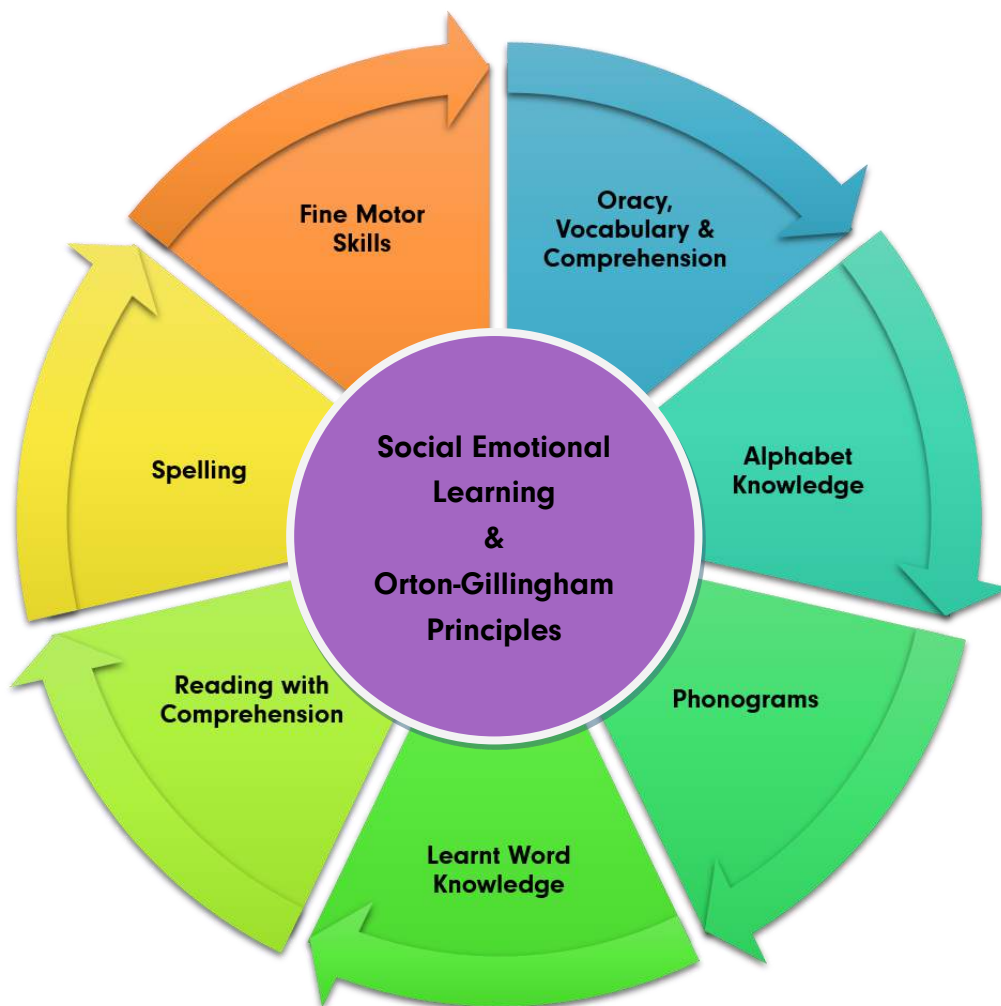 Oracy,
Vocabulary &
Comprehension
Alphabet
Knowledge
Phonograms
Learnt Word
Knowledge
Reading with
Comprehension
Spelling
Fine Motor
Skills
Social Emotional
Learning
&
Orton-Gillingham
Principles